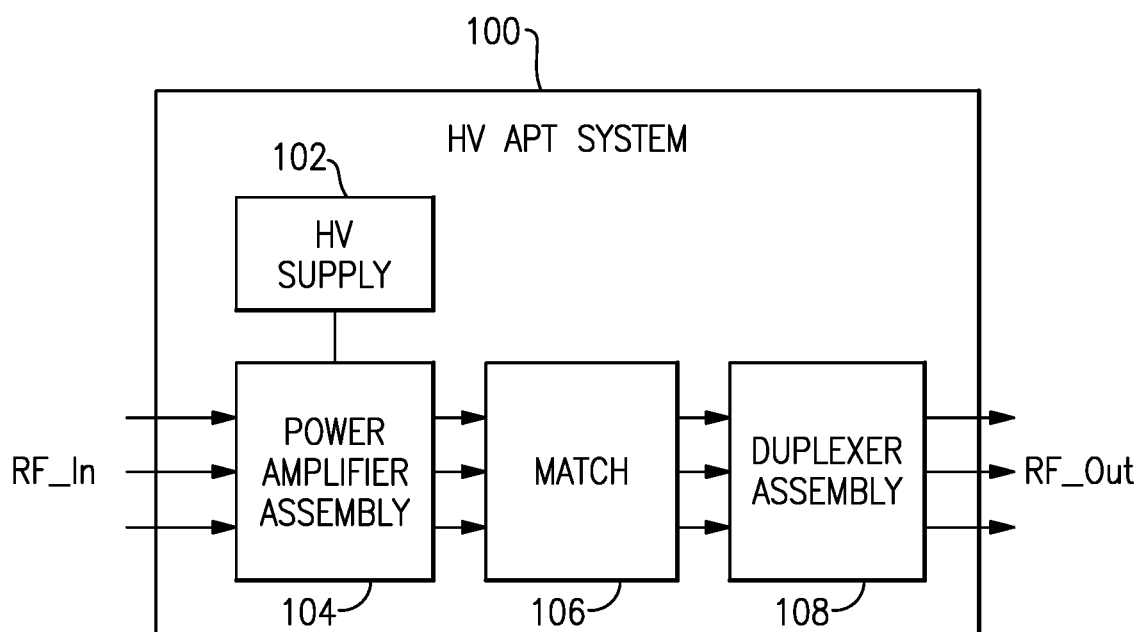 100
HV APT SYSTEM
102
HV
SUPPLY
RF_In
POWER
AMPLIFIER
ASSEMBLY
MATCH
DUPLEXER
ASSEMBLY
RF_Out
104
106
108